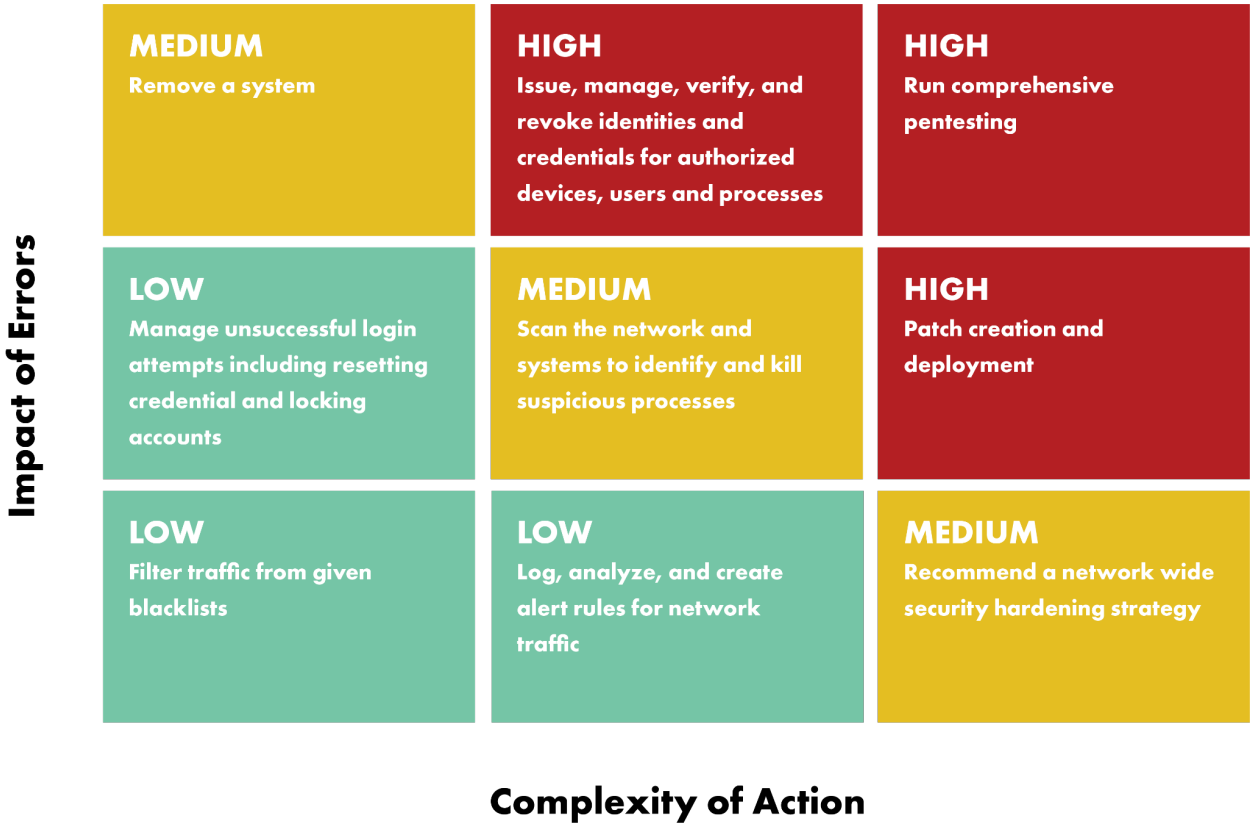 MEDIUM
Remove a system
HIGH
Issue, manage, verify, and
revoke identities and
credentials for authorized
devices, users and processes
HIGH
Run comprehensive
pentesting
LOW
Manage unsuccessful login
attempts including resetting
credential and locking
accounts
MEDIUM
Scan the network and
systems to identify and kill
suspicious processes
HIGH
Patch creation and
deployment
LOW
Filter traffic from given
blacklists
LOW
Log, analyze, and create
alert rules for network
traffic
MEDIUM
Recommend a network wide
security hardening strategy
Impact of Errors
Complexity of Action